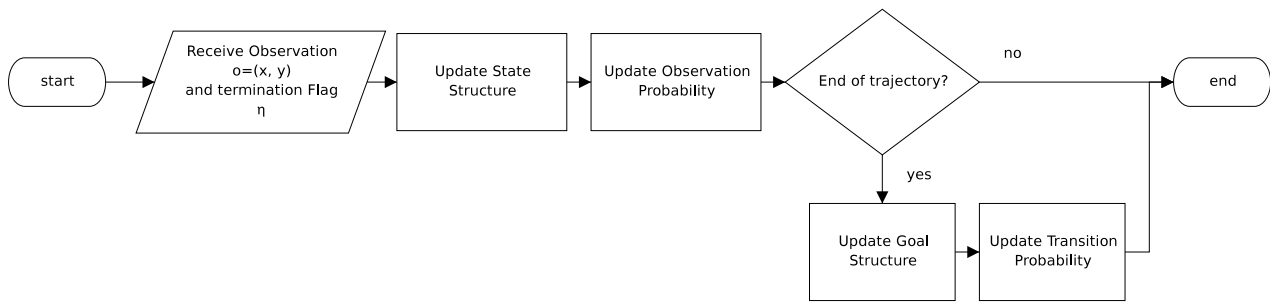 start
Receive Observation
o=(x, y)
and termination Flag
η
Update State
Structure
Update Observation
Probability
End of trajectory?
no
end
yes
Update Goal
Structure
Update Transition
Probability